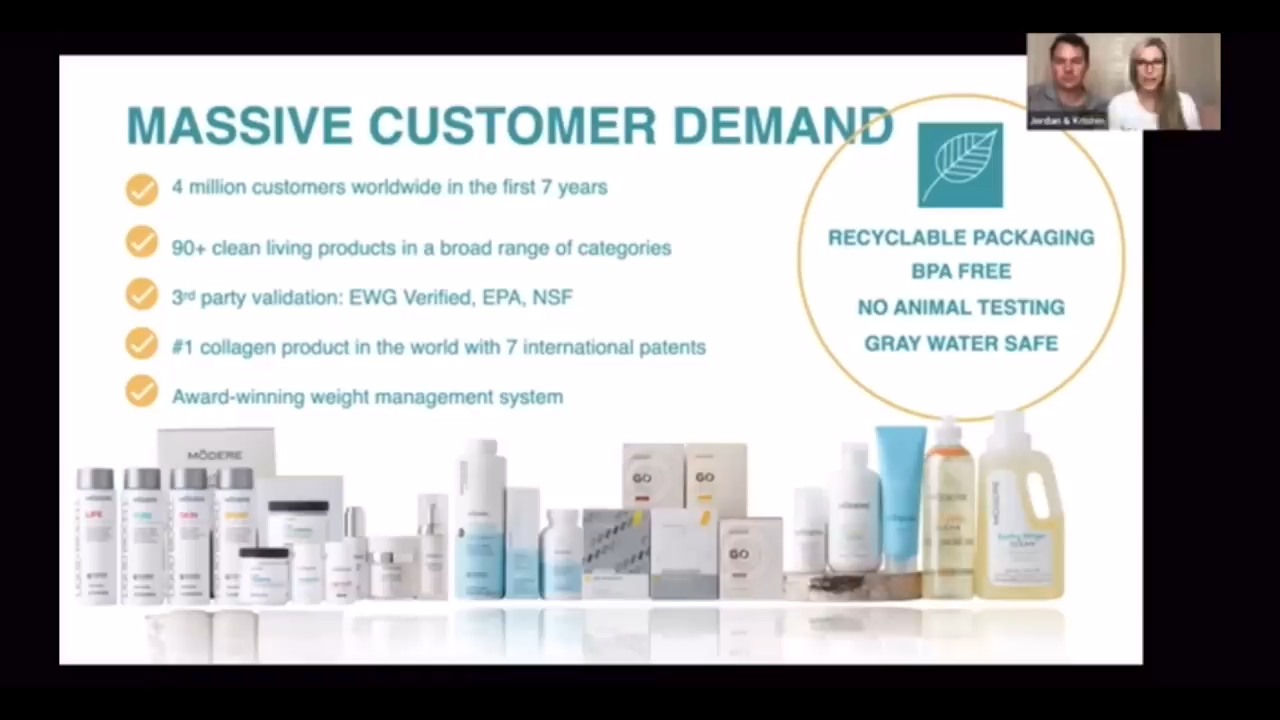 Jordan & Kristen
MASSIVE CUSTOMER DEMAND
4 million customers worldwide in the first 7 years
90+ clean living products in a broad range of categories
3rd party validation: EWG Verified, EPA, NSF
#1 collagen product in the world with 7 international patents
Award-winning weight management system
RECYCLABLE PACKAGING
BPA FREE
NO ANIMAL TESTING
GRAY WATER SAFE
MODERE
GO
GO
GO